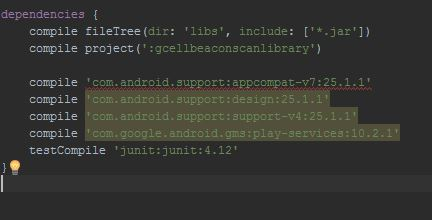 dependencies {
compile fileTree(dir: 'libs', include: ['*.jar'])
compile project(':gcellbeaconscanlibrary')
compile 'com.android.support:appcompat-v7:25.1.1'
compile 'com.android.support:design:25.1.1'
compile 'com.android.support:support-v4:25.1.1'
compile 'com.google.android.gms:play-services:10.2.1'
testCompile 'junit:junit:4.12'
}